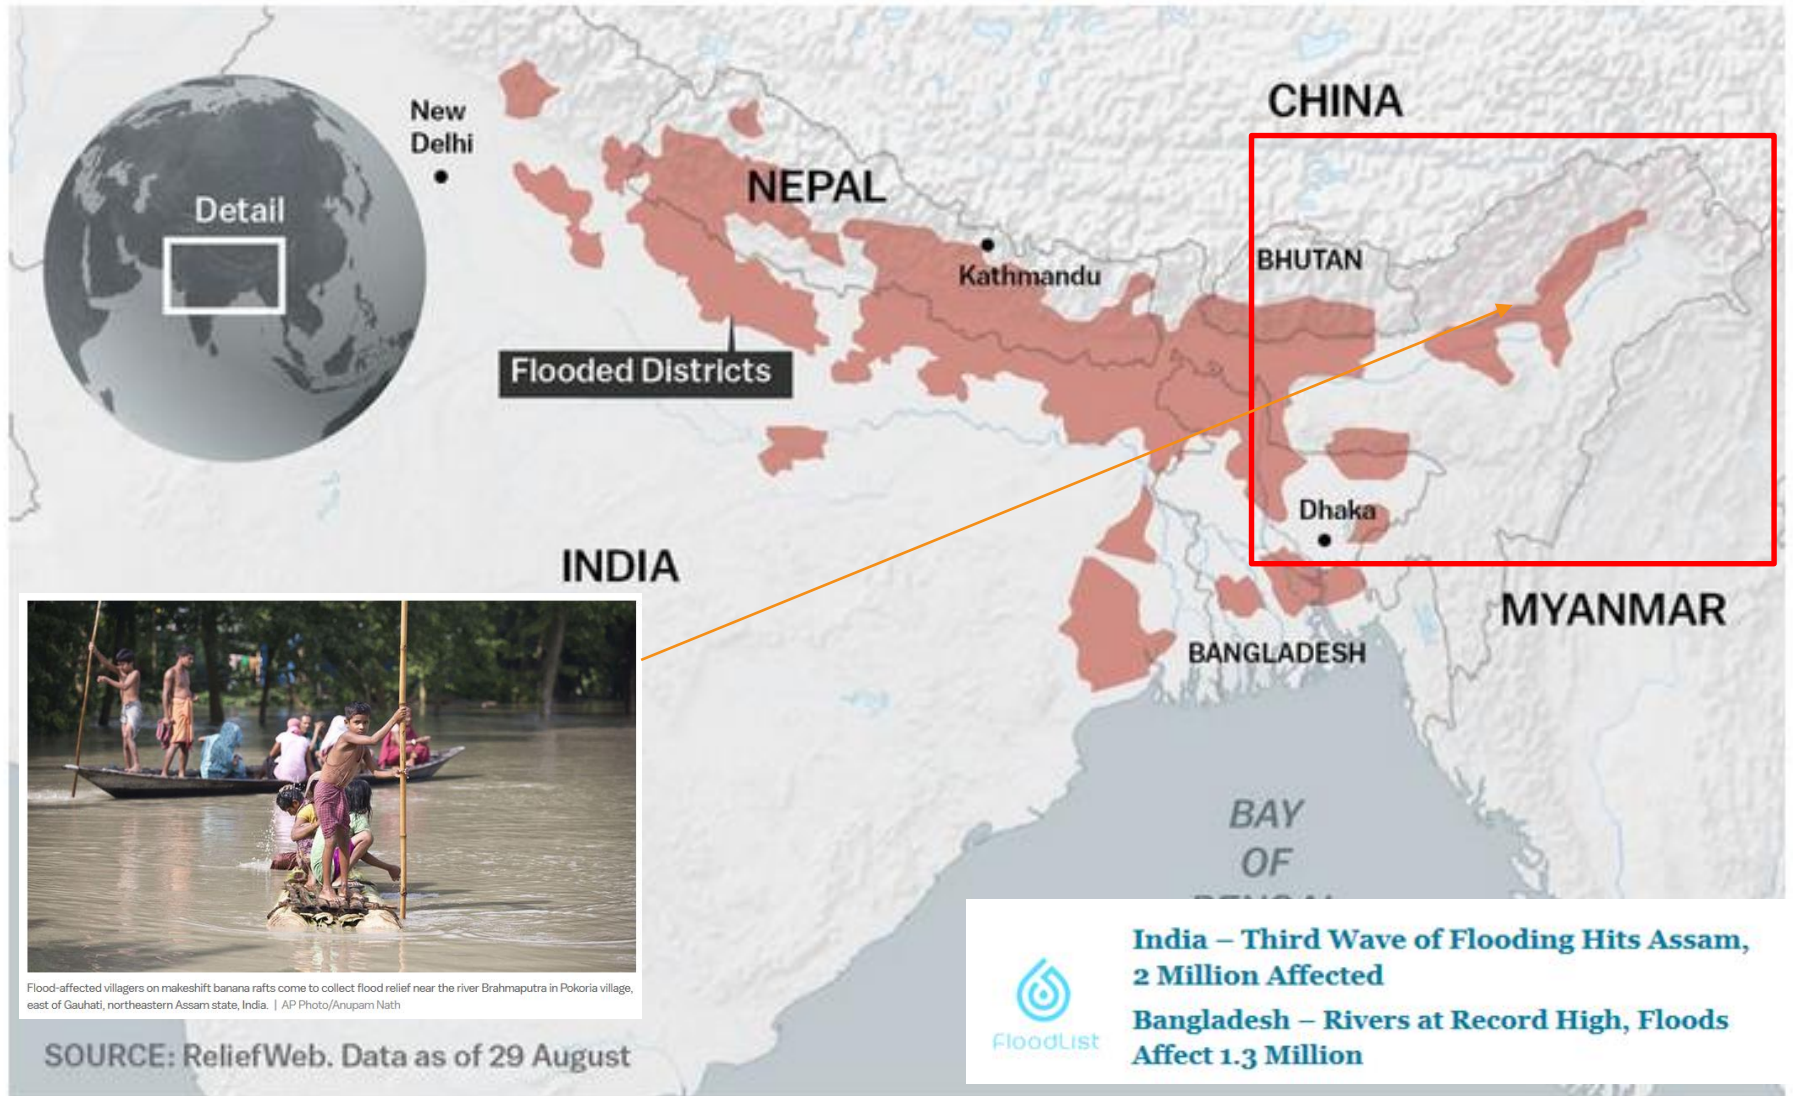 CHINA
New
Delhi
Detail
NEPAL
BHUTAN
Kathmandu
Flooded Districts
Dhaka
INDIA
MYANMAR
BANGLADESH
BAY
OF
Flood-affected villagers on makeshift banana rafts come to collect flood relief near the river Brahmaputra in Pokoria village,
east of Gauhati, northeastern Assam state, India. | AP Photo/Anupam Nath
SOURCE: ReliefWeb. Data as of 29 August
FloodList
India – Third Wave of Flooding Hits Assam,
2 Million Affected
Bangladesh – Rivers at Record High, Floods
Affect 1.3 Million